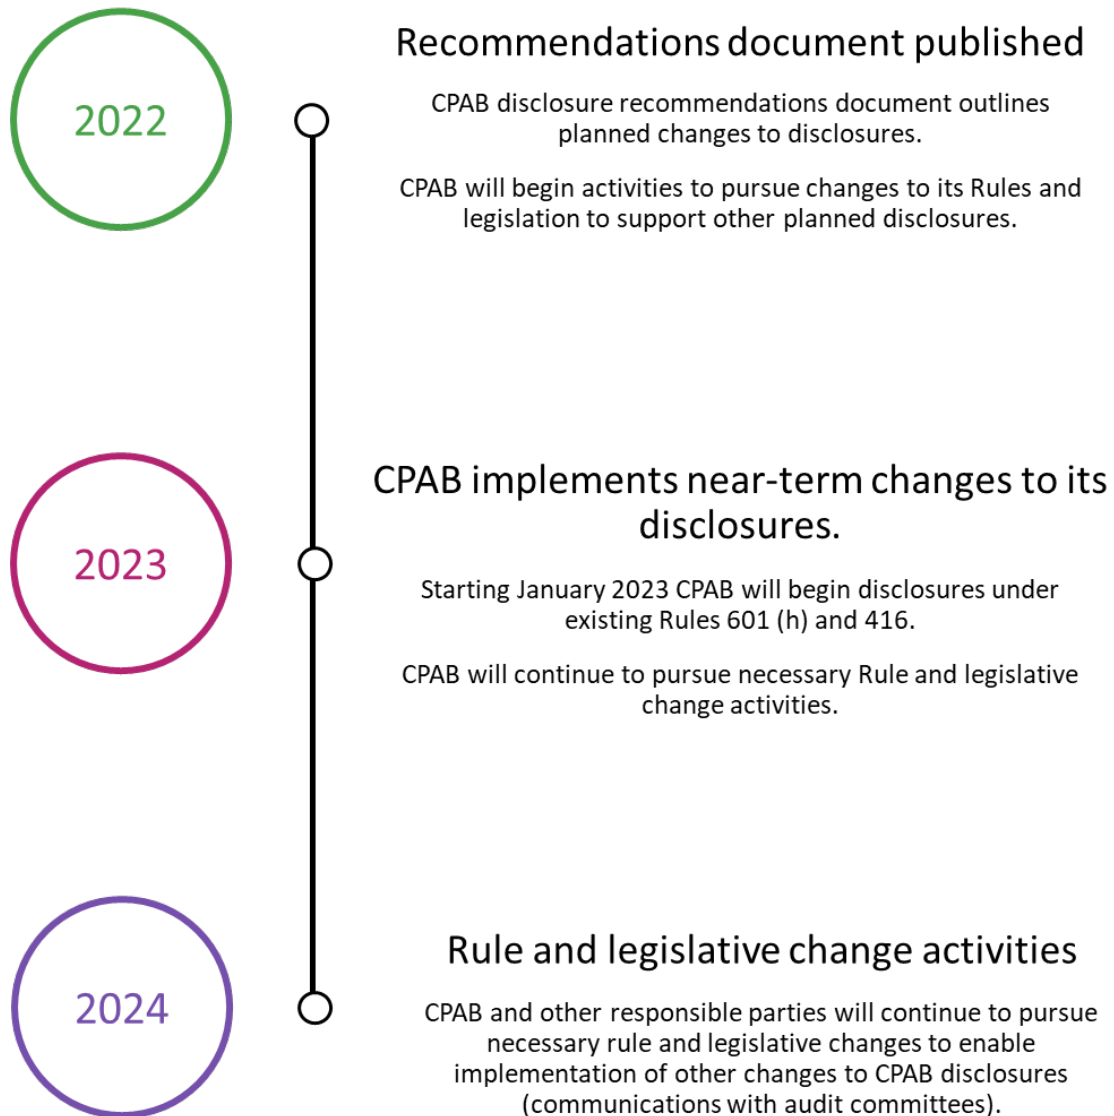 2022
Recommendations document published
CPAB disclosure recommendations document outlines
planned changes to disclosures.
CPAB will begin activities to pursue changes to its Rules and
legislation to support other planned disclosures.
2023
CPAB implements near-term changes to its
disclosures.
Starting January 2023 CPAB will begin disclosures under
existing Rules 601 (h) and 416.
CPAB will continue to pursue necessary Rule and legislative
change activities.
2024
Rule and legislative change activities
CPAB and other responsible parties will continue to pursue
necessary rule and legislative changes to enable
implementation of other changes to CPAB disclosures
(communications with audit committees).